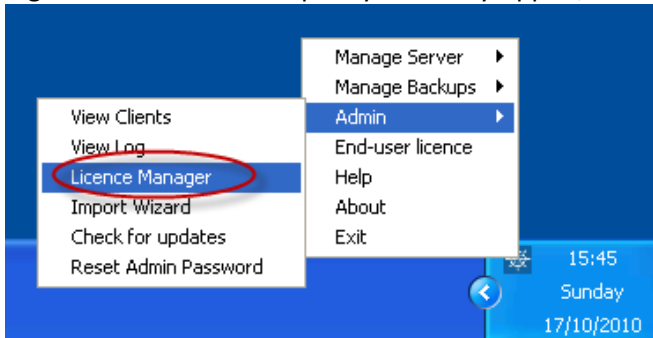 Manage Server
Manage Backups
Admin
End-user licence
Help
About
Exit
View Clients
View Log
Licence Manager
Import Wizard
Check for updates
Reset Admin Password
15:45
Sunday
17/10/2010